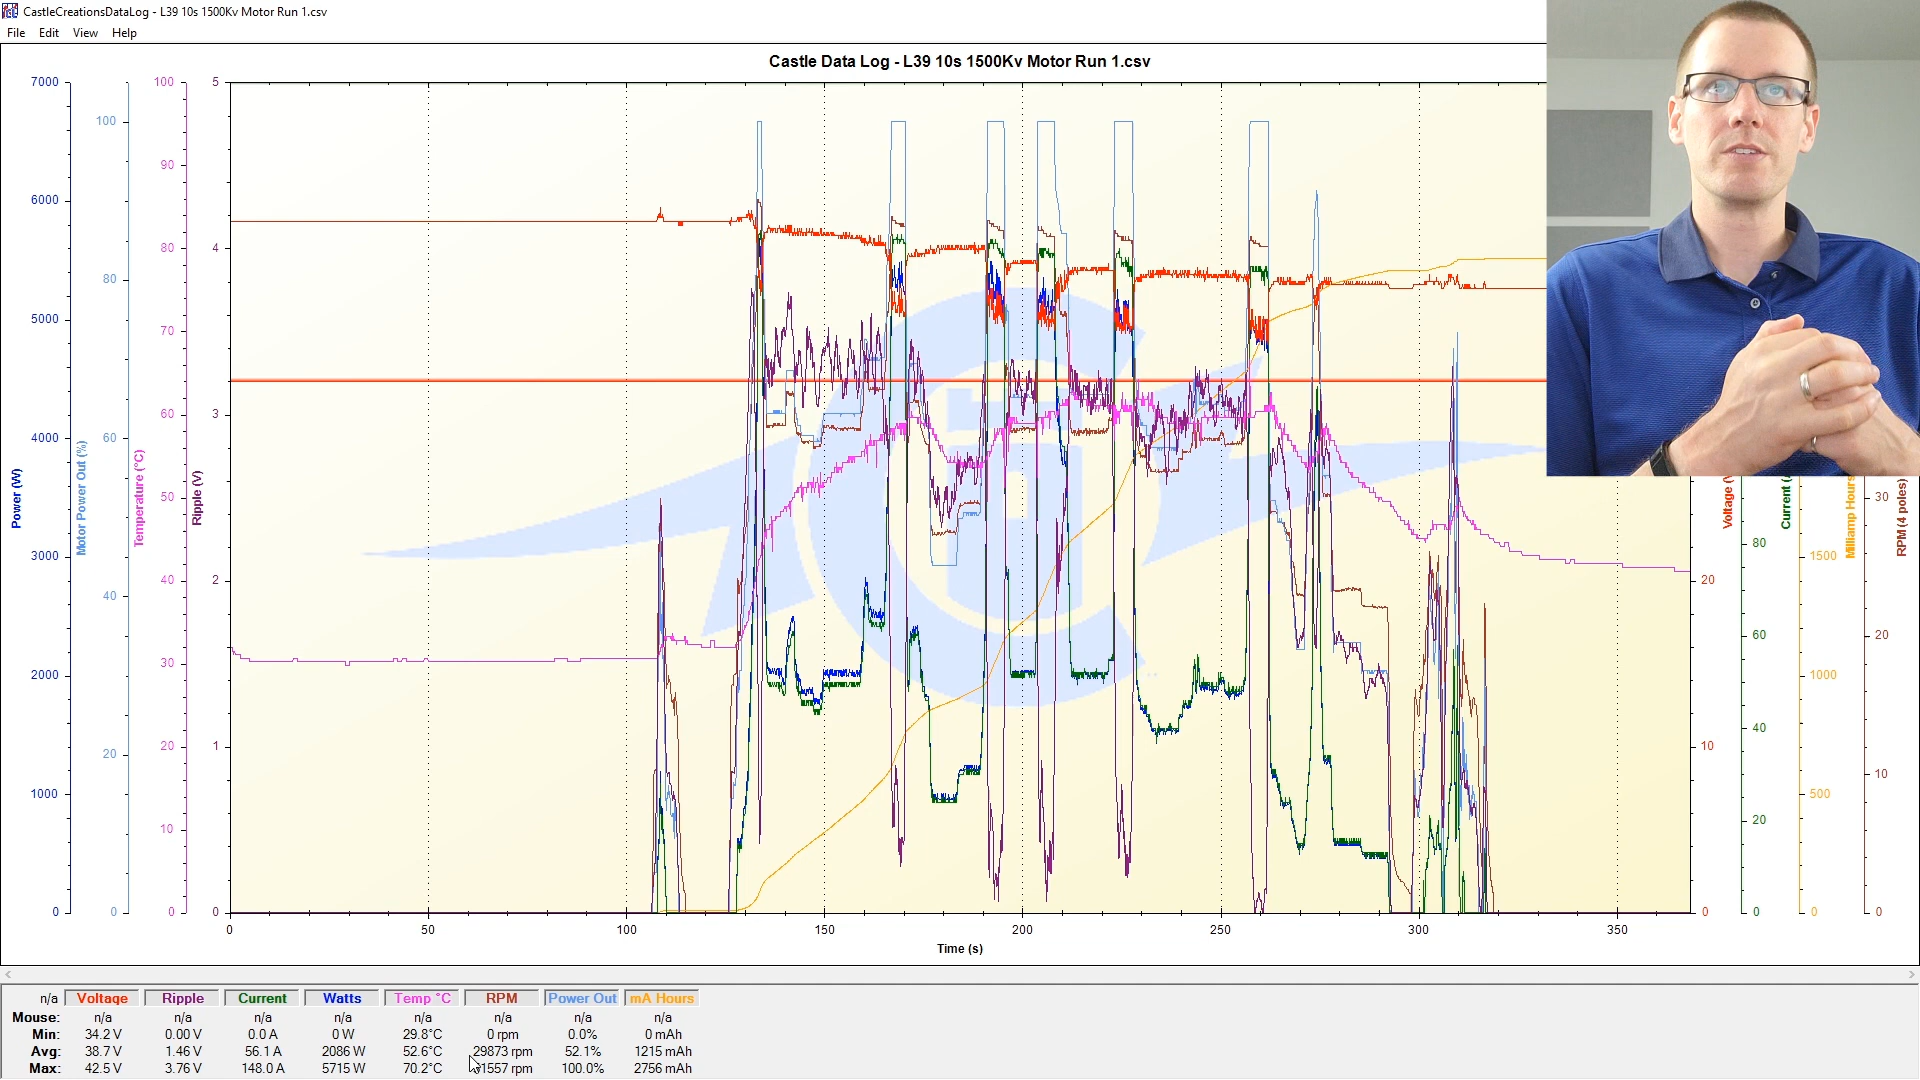 CastleCreationsDataLog - L39 10s 1500Kv Motor Run 1.csv
File Edit View Help
Castle Data Log - L39 10s 1500Kv Motor Run 1.csv
7000 100 5
100
90
6000
80 4
80
5000 70
60 3
4000 60
Power (W) Motor Power Out (%) Temperature (°C) Ripple (V)
Voltage (V Current ( Milliamp Hours RPM (4 poles)
50 30
3000 80 1500
40 40 2 20
30 60 20
2000 1000
20 20 1 10 40
1000 10 500 10
20
0 0 0 0 0 0 0 0
0 50 100 150 200 250 300 350
Time (s)
n/a Voltage Ripple Current Watts Temp °C RPM Power Out mA Hours
Mouse: n/a n/a n/a n/a n/a n/a n/a n/a
Min: 34.2 V 0.00 V 0.0 A 0 W 29.8°C 0 rpm 0.0% 0 mAh
Avg: 38.7 V 1.46 V 56.1 A 2086 W 52.6°C 29873 rpm 52.1% 1215 mAh
Max: 42.5 V 3.76 V 148.0 A 5715 W 70.2°C 1557 rpm 100.0% 2756 mAh